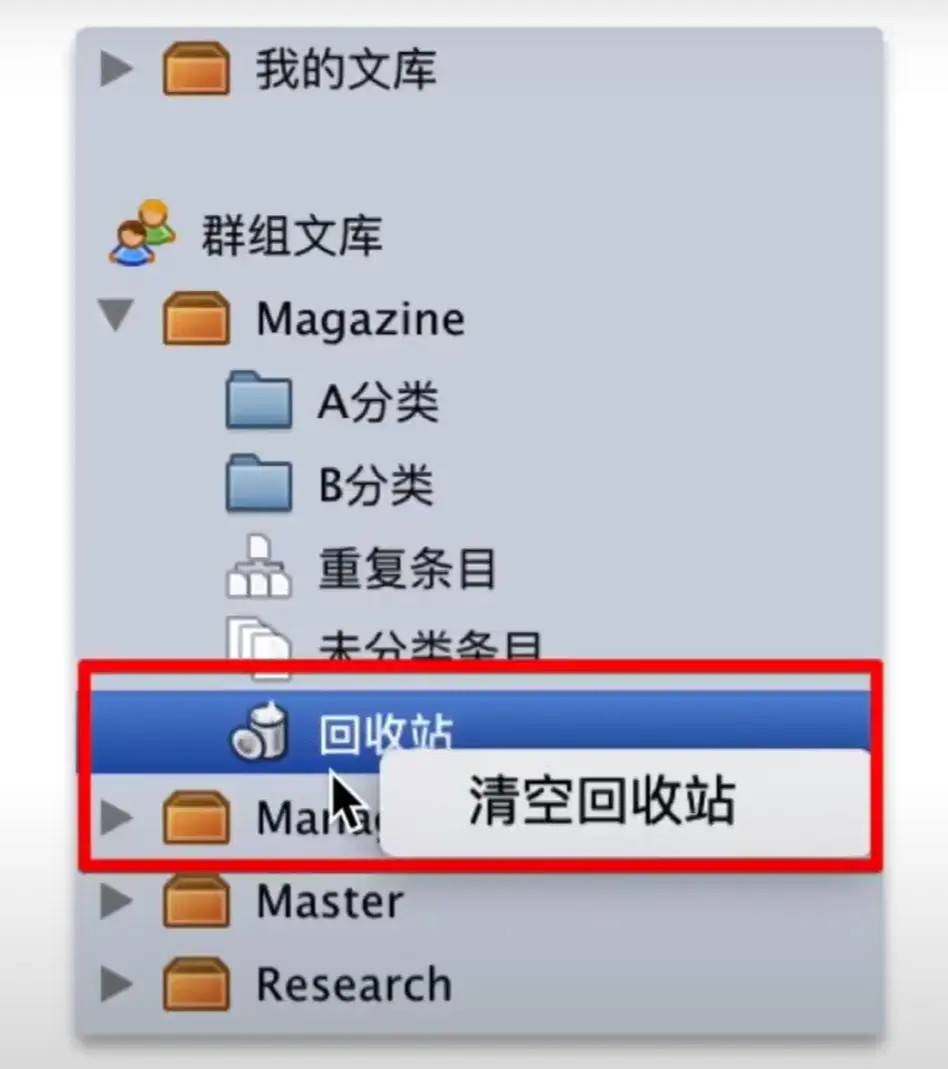 我的文库
群组文库
Magazine
A分类
B分类
重复条目
未分类条目
回收站
清空回收站
Master
Research